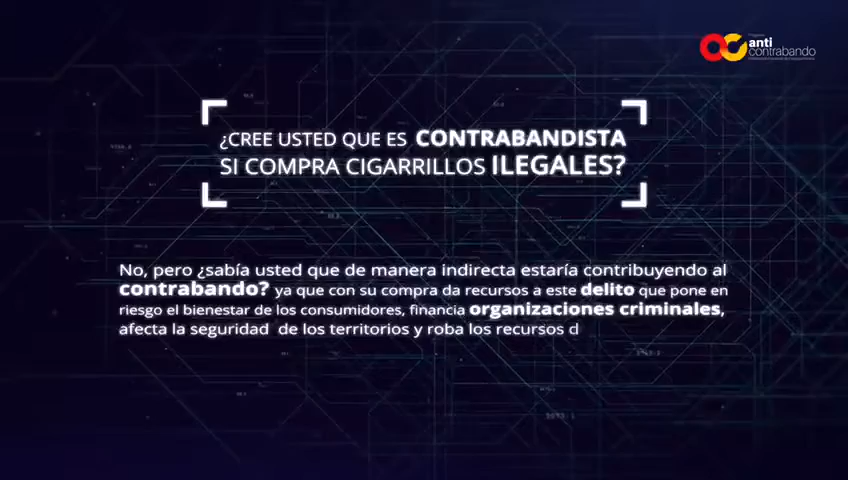 anti
contrabando
¿CREE USTED QUE ES CONTRABANDISTA
SI COMPRA CIGARRILLOS ILEGALES?
No, pero ¿sabía usted que de manera indirecta estaría contribuyendo al
contrabando? ya que con su compra da recursos a este delito que pone en
riesgo el bienestar de los consumidores, financia organizaciones criminales,
afecta la seguridad de los territorios y roba los recursos d